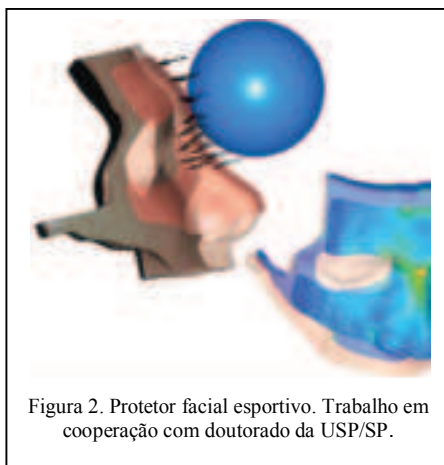 Figura 2. Protetor facial esportivo. Trabalho em
cooperação com doutorado da USP/SP.